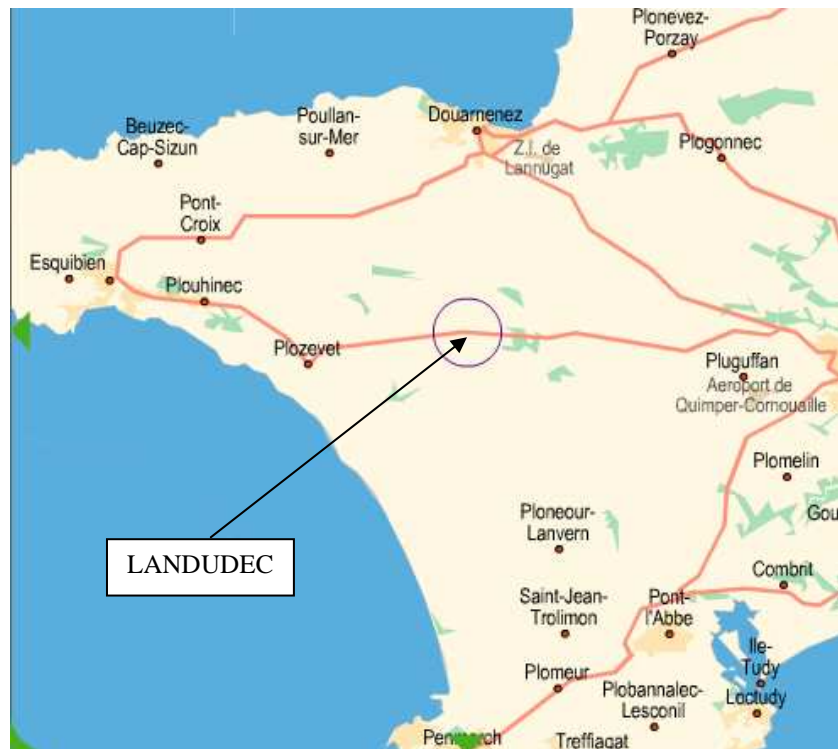 Plonevez-
Porzay
Beuzec-
Cap-Sizun
Poullan-
sur-Mer
Douarnenez
Z.I. de
Lannugat
Plogonnec
Pont-
Croix
Esquibien
Plouhinec
Plozevet
Pluguffan
Aeroport de
Quimper-Cornouaille
Plomelin
Gou
Ploneour-
Lanvern
LANDUDEC
Combrit
Saint-Jean-
Trolimon
Pont-
l'Abbe
Ile-
Tudy
Plomeur
Plobannalec-
Lesconil
Loctudy
Penmarch
Treffiagat